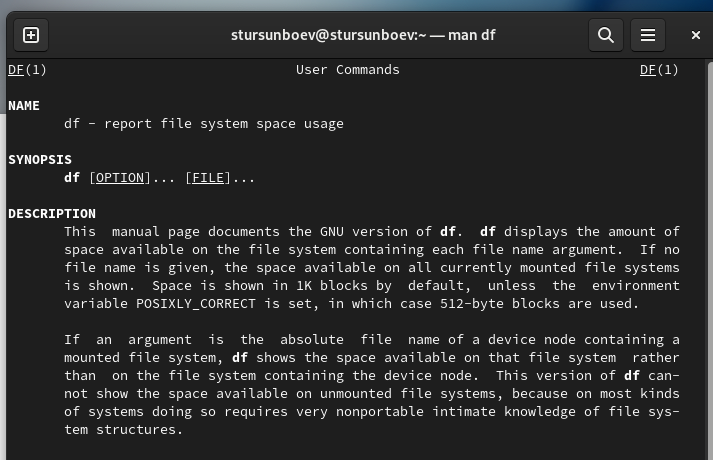 stursunboev@stursunboev:~ — man df
DF(1) User Commands DF(1)
NAME
df - report file system space usage
SYNOPSIS
df [OPTION]... [FILE]...
DESCRIPTION
This manual page documents the GNU version of df. df displays the amount of
space available on the file system containing each file name argument. If no
file name is given, the space available on all currently mounted file systems
is shown. Space is shown in 1K blocks by default, unless the environment
variable POSIXLY_CORRECT is set, in which case 512-byte blocks are used.
If an argument is the absolute file name of a device node containing a
mounted file system, df shows the space available on that file system rather
than on the file system containing the device node. This version of df can-
not show the space available on unmounted file systems, because on most kinds
of systems doing so requires very nonportable intimate knowledge of file sys-
tem structures.